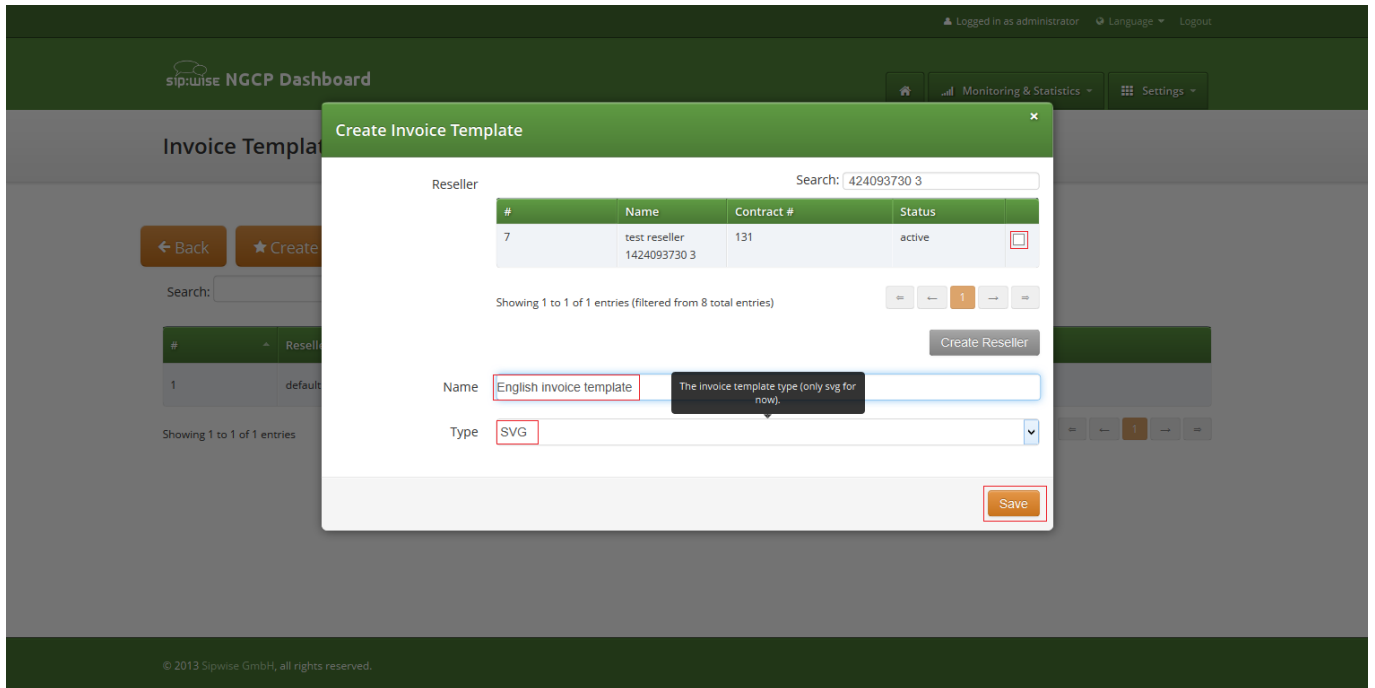 Logged in as administrator Language Logout
sip:wise NGCP Dashboard
Monitoring & Statistics Settings
Create Invoice Template ×
Invoice Templat
Reseller Search: 424093730 3
# Name Contract # Status
7 test reseller 131 active
1424093730 3
Back Create
Search:
Showing 1 to 1 of 1 entries (filtered from 8 total entries) ⇐ ← 1 → ⇒
Create Reseller
# Reselle
1 default
Name English invoice template
The invoice template type (only svg for
now).
Type SVG
Showing 1 to 1 of 1 entries ⇐ ← 1 → ⇒
Save
© 2013 Sipwise GmbH, all rights reserved.